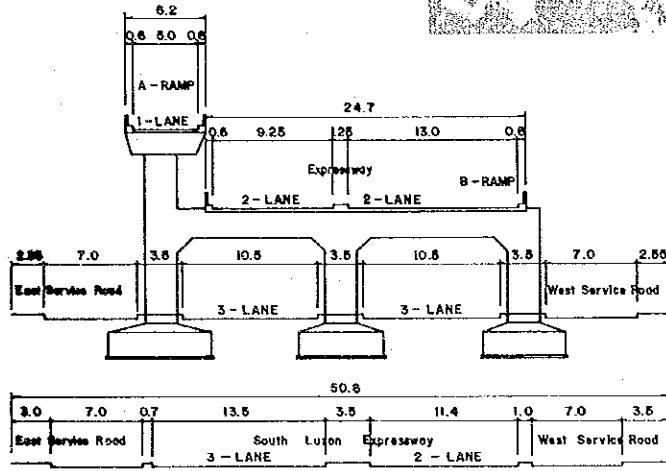 6.2
0.6 5.0 0.6
A-RAMP
1-LANE
24.7
0.6 9.25 1.25 13.0 0.6
Expressway
B-RAMP
2-LANE 2-LANE
2.55 7.0 3.5 10.5 3.5 10.5 3.5 7.0 2.55
East Service Road West Service Road
3-LANE 3-LANE
50.8
3.0 7.0 0.7 13.5 3.5 11.4 1.0 7.0 3.5
East Service Road South Luzon Expressway West Service Road
3-LANE 2-LANE